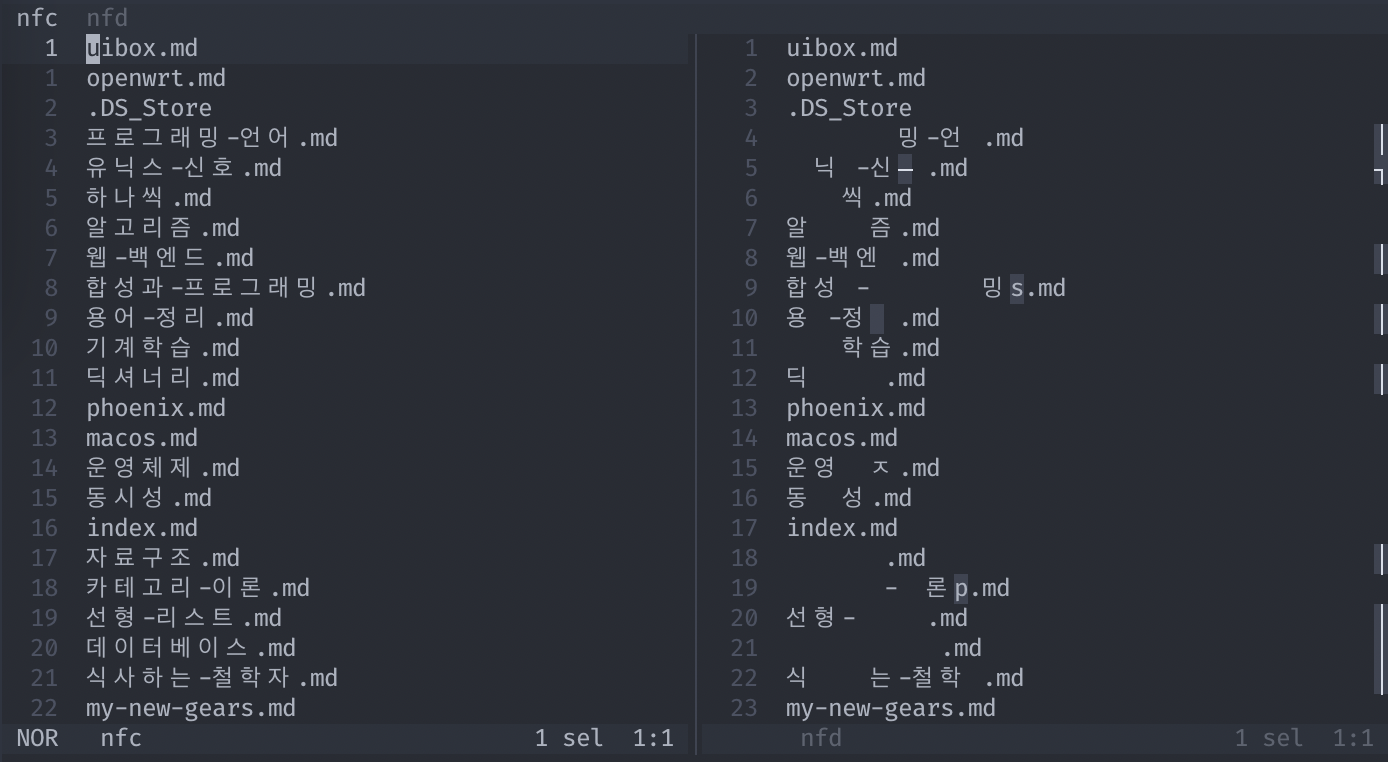 nfc nfd
1 uibox.md
1 openwrt.md
2 .DS_Store
3 프로그래밍-언어.md
4 유닉스-신호.md
5 하나씩.md
6 알고리즘.md
7 웹-백엔드.md
8 합성과-프로그래밍.md
9 용어-정리.md
10 기계학습.md
11 딕셔너리.md
12 phoenix.md
13 macos.md
14 운영체제.md
15 동시성.md
16 index.md
17 자료구조.md
18 카테고리-이론.md
19 선형-리스트.md
20 데이터베이스.md
21 식사하는-철학자.md
22 my-new-gears.md
NOR nfc 1 sel 1:1
1 uibox.md
2 openwrt.md
3 .DS_Store
4 밍-언 .md
5 닉 -신 .md
6 씩.md
7 알 즘.md
8 웹-백엔 .md
9 합성 - 밍s.md
10 용 -정 .md
11 학습.md
12 딕 .md
13 phoenix.md
14 macos.md
15 운영 ㅈ.md
16 동 성.md
17 index.md
18 .md
19 - 론p.md
20 선형- .md
21 .md
22 식 는-철학 .md
23 my-new-gears.md
nfd 1 sel 1:1